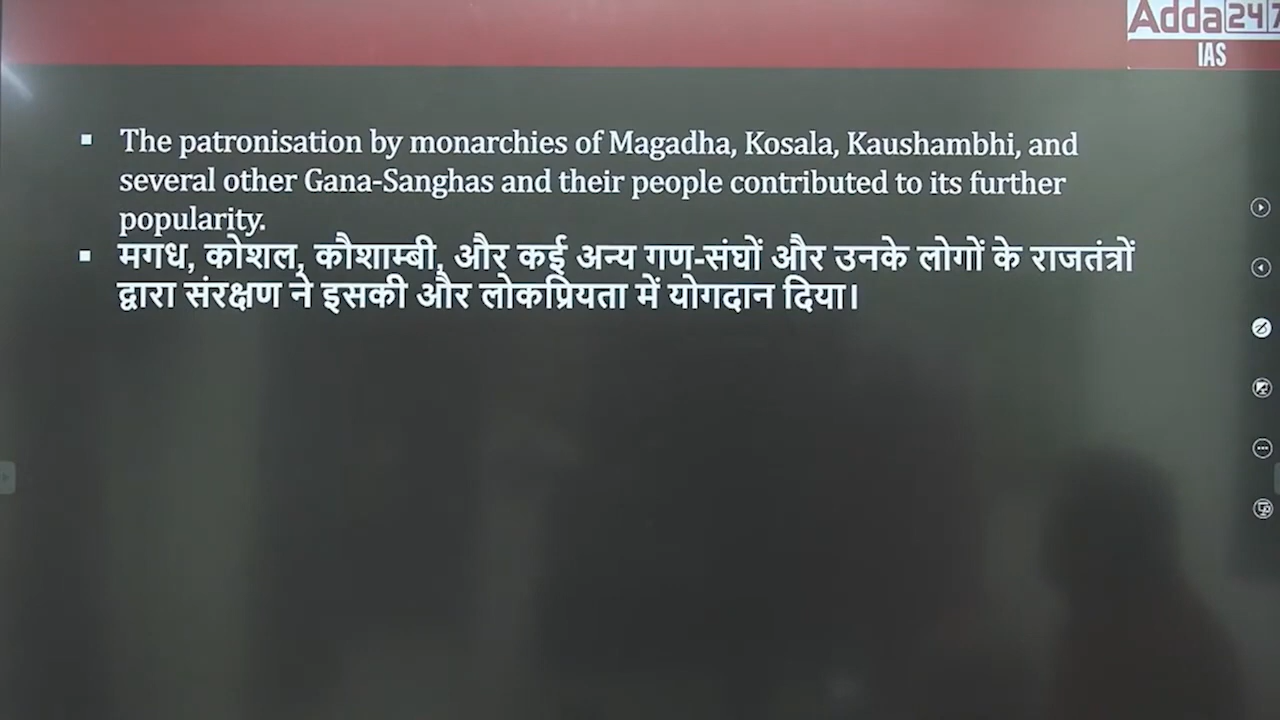 Adda247
IAS
▪ The patronisation by monarchies of Magadha, Kosala, Kaushambhi, and
several other Gana-Sanghas and their people contributed to its further
popularity.
▪ मगध, कोशल, कौशाम्बी, और कई अन्य गण-संघों और उनके लोगों के राजतंत्रों
द्वारा संरक्षण ने इसकी और लोकप्रियता में योगदान दिया।